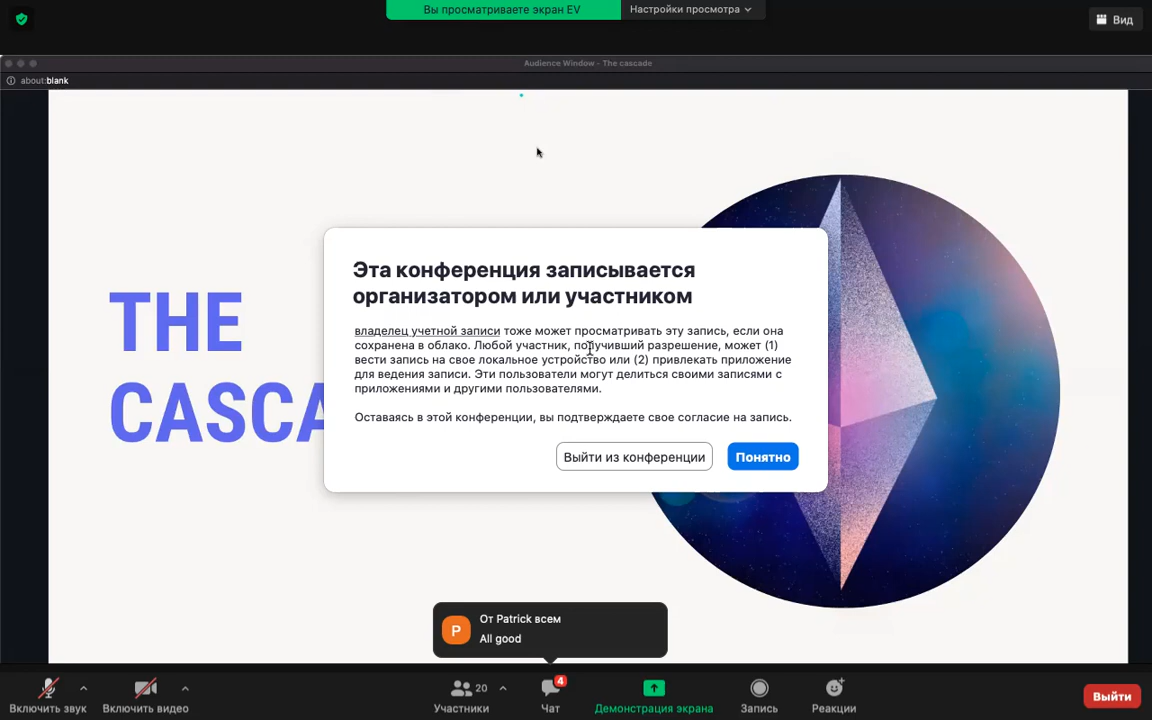 Вы просматриваете экран EV
Настройки просмотра
Вид
Audience Window - The cascade
about:blank
THE
CASCA
Эта конференция записывается
организатором или участником
владелец учетной записи тоже может просматривать эту запись, если она
сохранена в облако. Любой участник, получивший разрешение, может (1)
вести запись на свое локальное устройство или (2) привлекать приложение
для ведения записи. Эти пользователи могут делиться своими записями с
приложениями и другими пользователями.
Оставаясь в этой конференции, вы подтверждаете свое согласие на запись.
Выйти из конференции
Понятно
От Patrick всем
P
All good
Включить звук
Включить видео
20
Участники
4
Чат
Демонстрация экрана
Запись
Реакции
Выйти